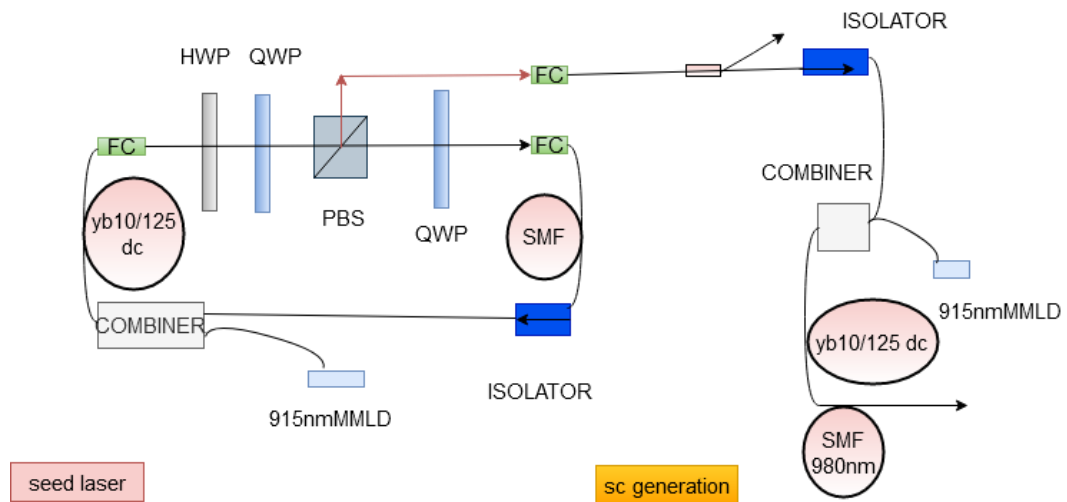 ISOLATOR
HWP
QWP
FC
FC
FC
COMBINER
PBS
QWP
yb10/125
dc
SMF
COMBINER
915nmMMLD
yb10/125 dc
ISOLATOR
915nmMMLD
SMF
980nm
seed laser
sc generation